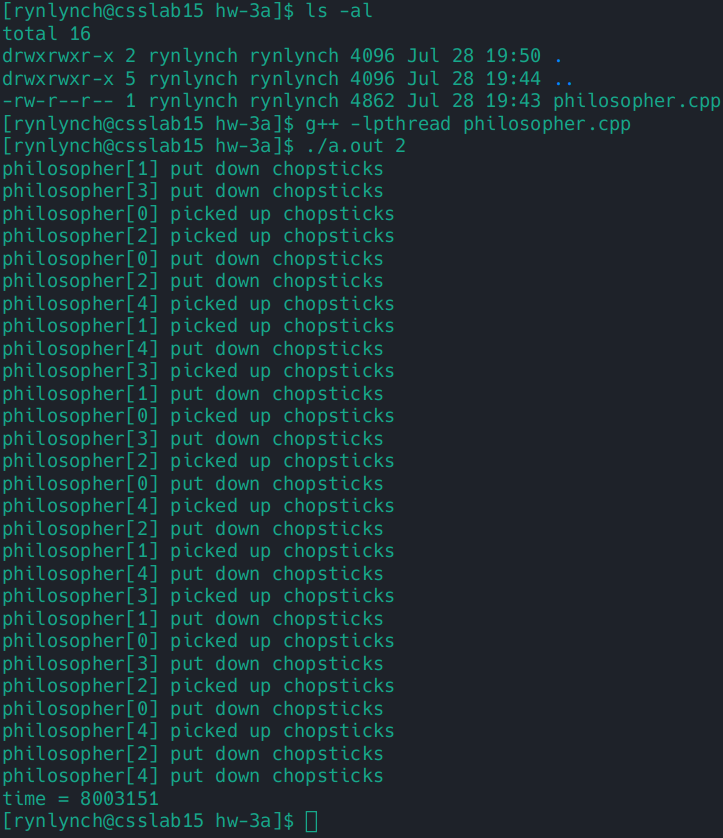 [rynlynch@csslab15 hw-3a]$ ls -al
total 16
drwxrwxr-x 2 rynlynch rynlynch 4096 Jul 28 19:50 .
drwxrwxr-x 5 rynlynch rynlynch 4096 Jul 28 19:44 ..
-rw-r--r-- 1 rynlynch rynlynch 4862 Jul 28 19:43 philosopher.cpp
[rynlynch@csslab15 hw-3a]$ g++ -lpthread philosopher.cpp
[rynlynch@csslab15 hw-3a]$ ./a.out 2
philosopher[1] put down chopsticks
philosopher[3] put down chopsticks
philosopher[0] picked up chopsticks
philosopher[2] picked up chopsticks
philosopher[0] put down chopsticks
philosopher[2] put down chopsticks
philosopher[4] picked up chopsticks
philosopher[1] picked up chopsticks
philosopher[4] put down chopsticks
philosopher[3] picked up chopsticks
philosopher[1] put down chopsticks
philosopher[0] picked up chopsticks
philosopher[3] put down chopsticks
philosopher[2] picked up chopsticks
philosopher[0] put down chopsticks
philosopher[4] picked up chopsticks
philosopher[2] put down chopsticks
philosopher[1] picked up chopsticks
philosopher[4] put down chopsticks
philosopher[3] picked up chopsticks
philosopher[1] put down chopsticks
philosopher[0] picked up chopsticks
philosopher[3] put down chopsticks
philosopher[2] picked up chopsticks
philosopher[0] put down chopsticks
philosopher[4] picked up chopsticks
philosopher[2] put down chopsticks
philosopher[4] put down chopsticks
time = 8003151
[rynlynch@csslab15 hw-3a]$